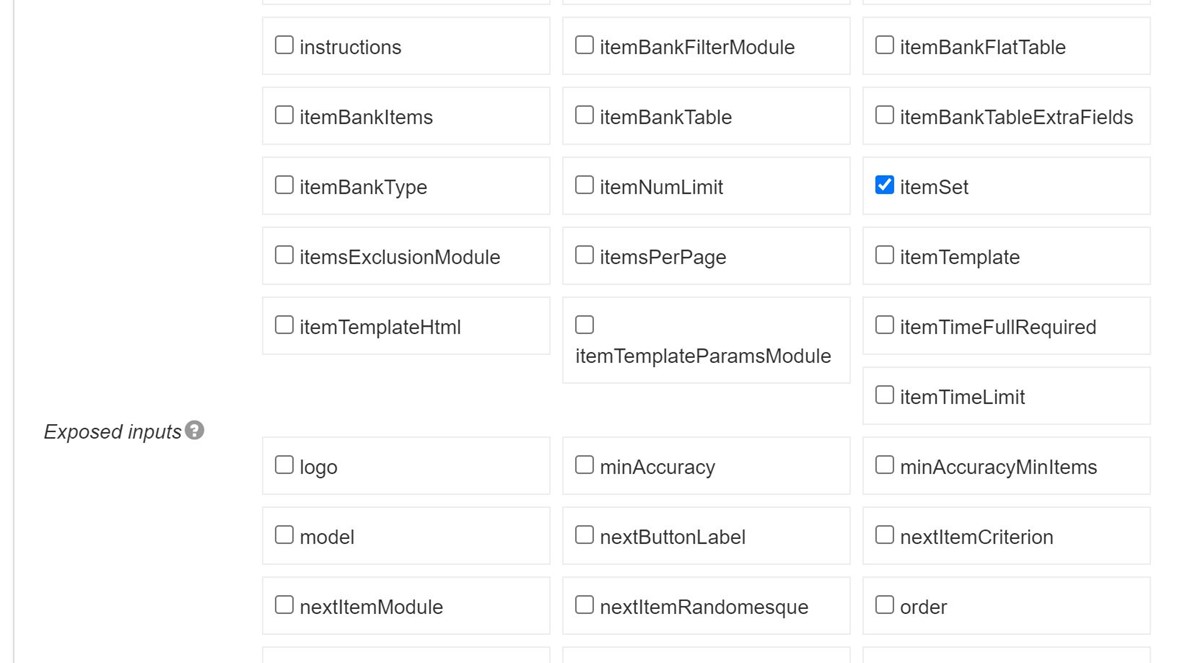 instructions
itemBankFilterModule
itemBankFlatTable
itemBankItems
itemBankTable
itemBankTableExtraFields
itemBankType
itemNumLimit
itemSet
itemsExclusionModule
itemsPerPage
itemTemplate
itemTemplateHtml
itemTemplateParamsModule
itemTimeFullRequired
itemTimeLimit
Exposed inputs
logo
minAccuracy
minAccuracyMinItems
model
nextButtonLabel
nextItemCriterion
nextItemModule
nextItemRandomesque
order